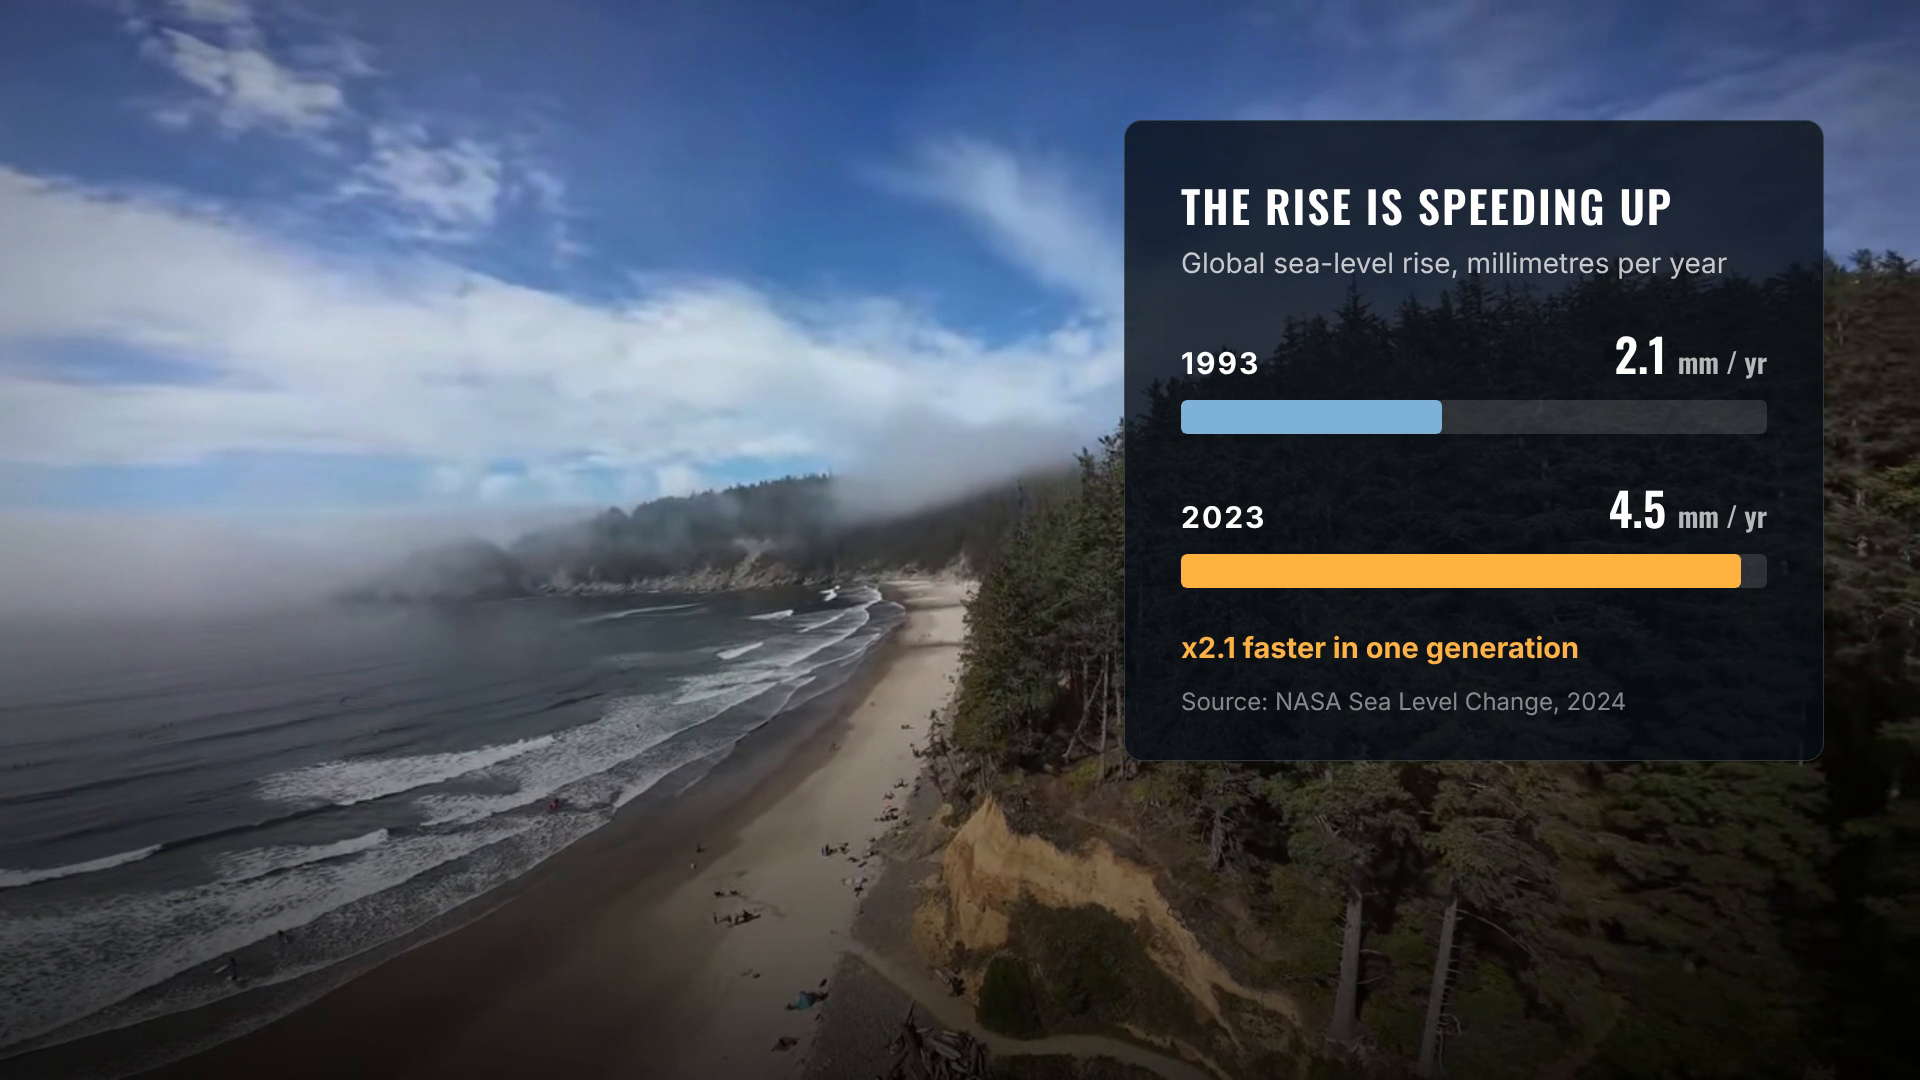 THE RISE IS SPEEDING UP
Global sea-level rise, millimetres per year
1993 2.1 mm / yr
2023 4.5 mm / yr
x2.1 faster in one generation
Source: NASA Sea Level Change, 2024